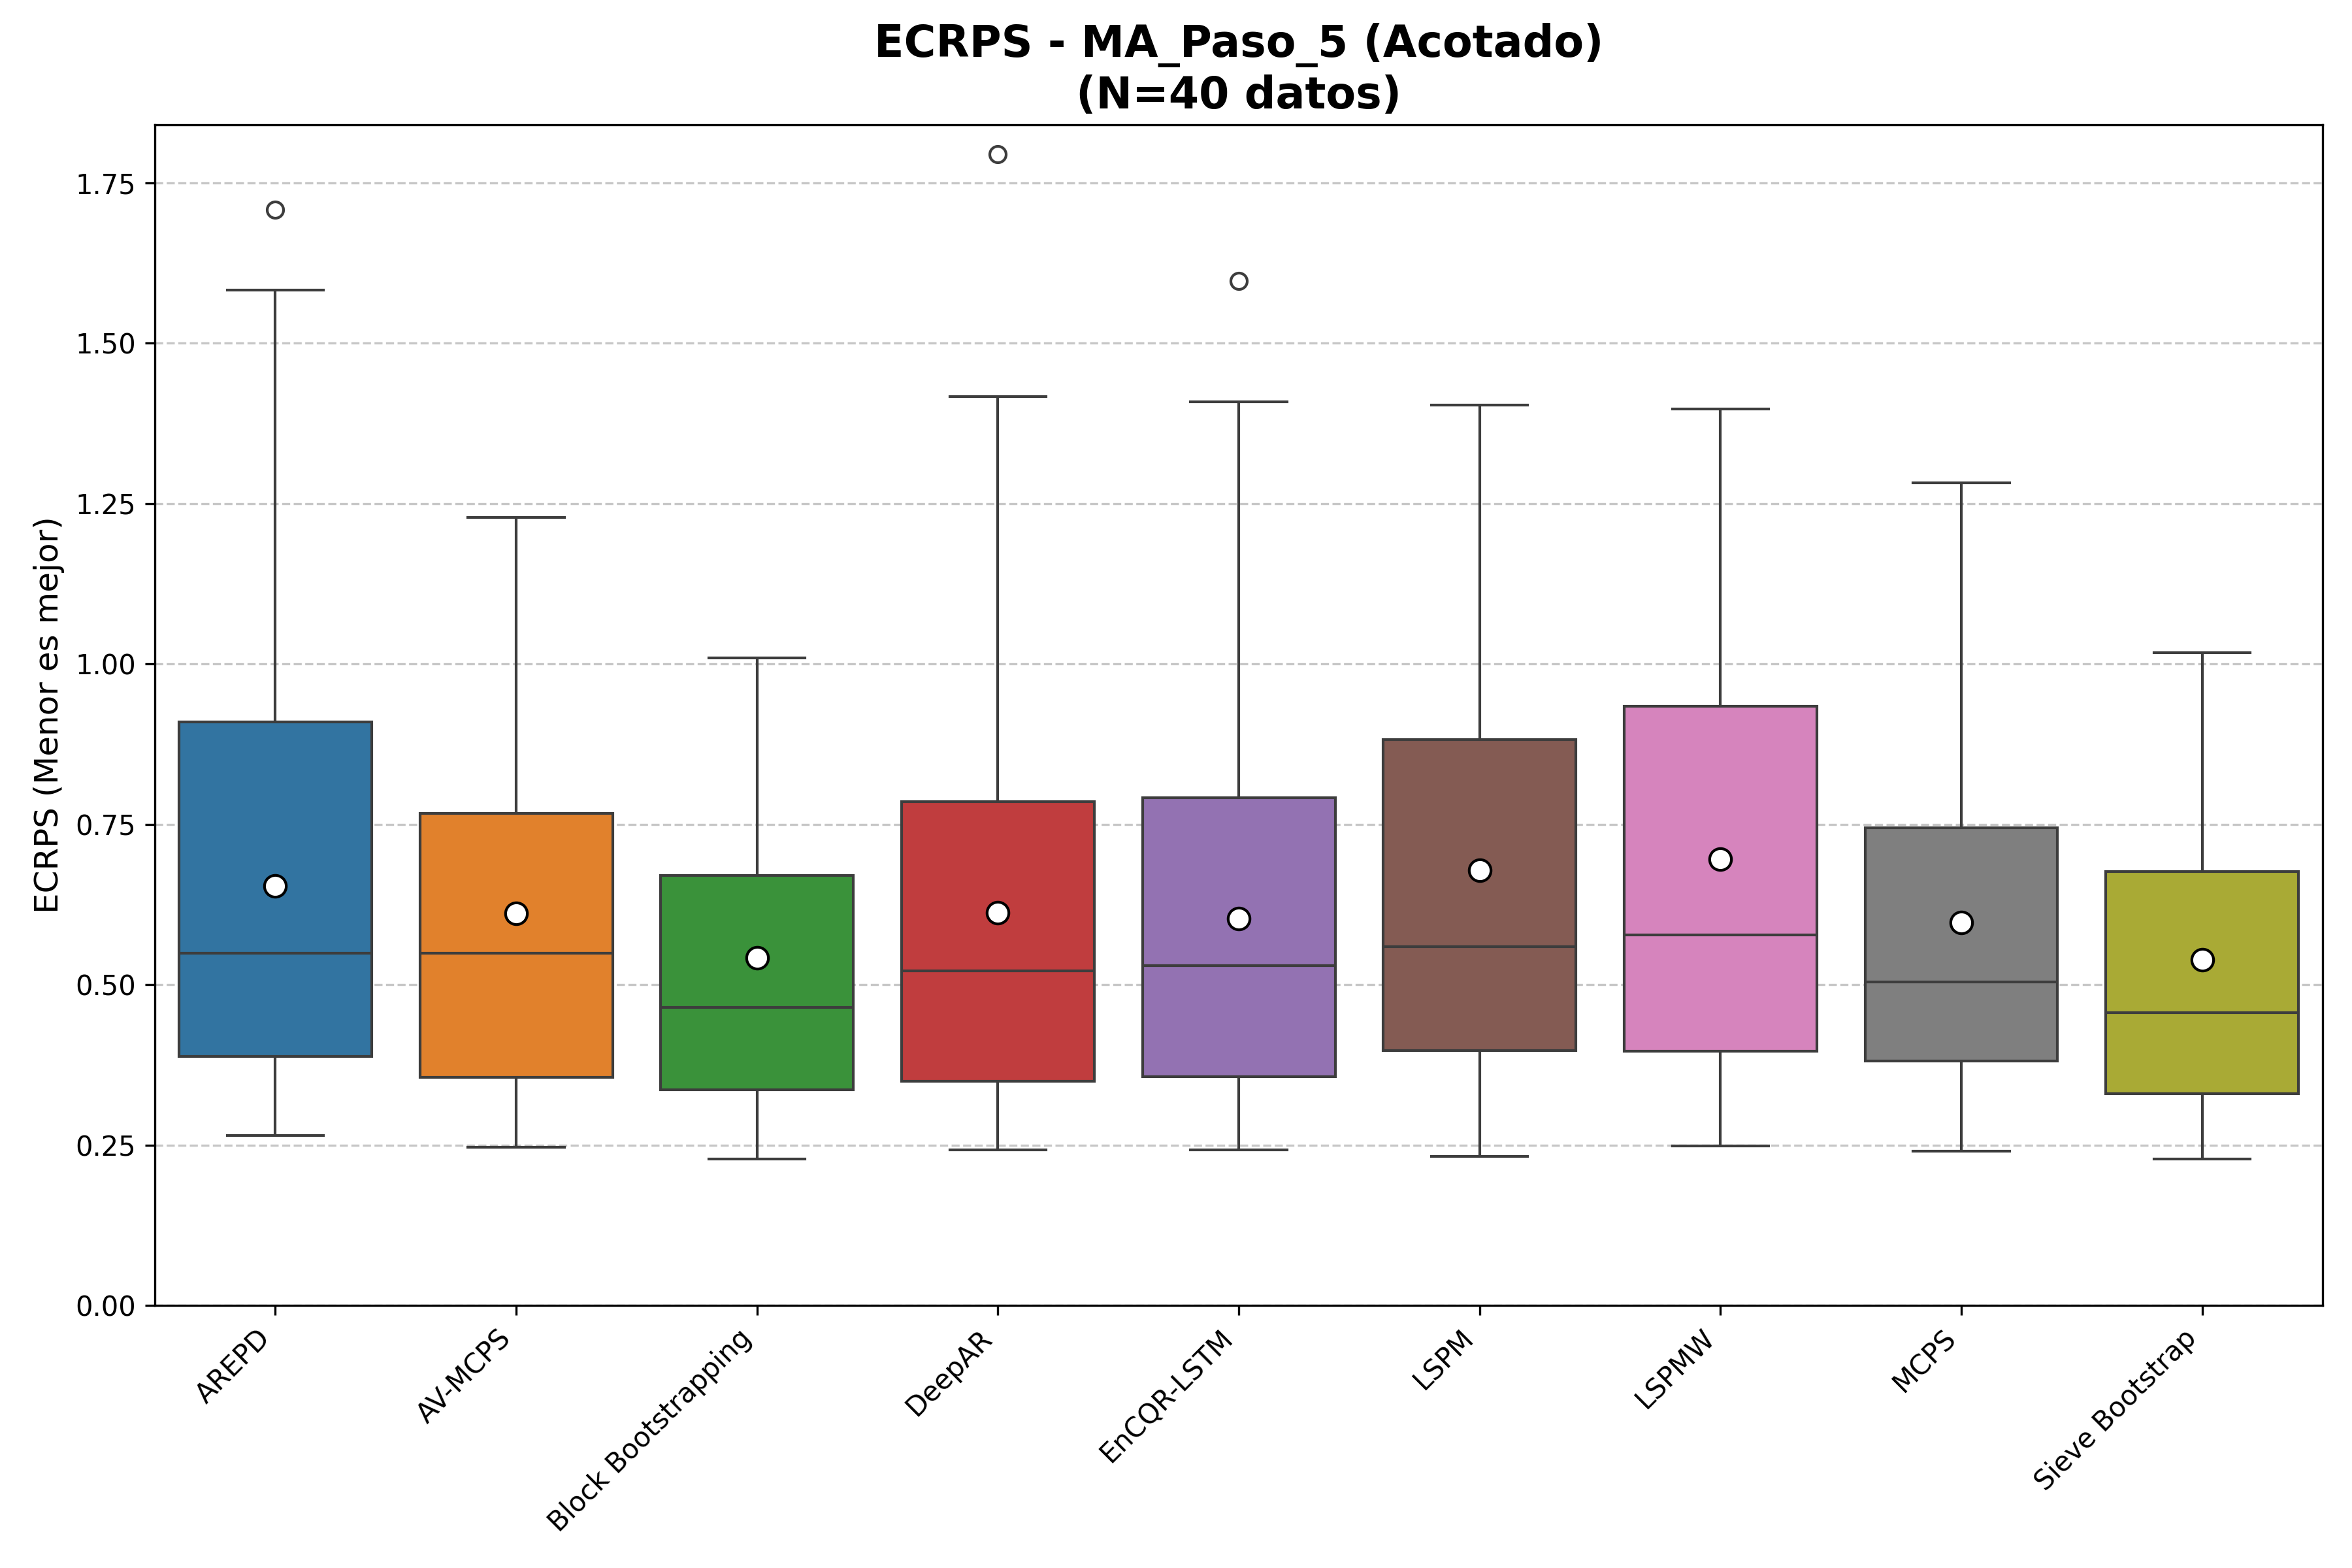 ECRPS - MA_Paso_5 (Acotado)
(N=40 datos)
ECRPS (Menor es mejor)
1.75
1.50
1.25
1.00
0.75
0.50
0.25
0.00
AREPD
AV-MCPS
Block Bootstrapping
DeepAR
EnCQR-LSTM
LSPM
LSPMW
MCPS
Sieve Bootstrap